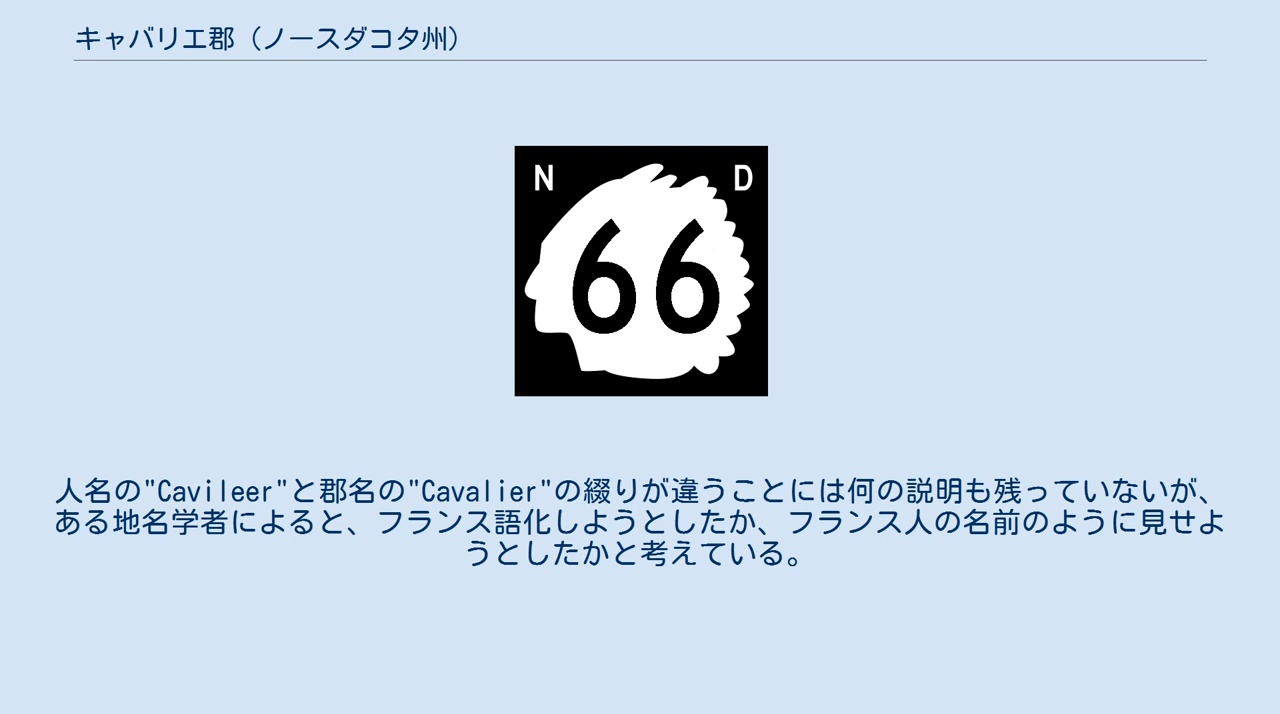 キャバリエ郡（ノースダコタ州）
N D
66
人名の"Cavileer"と郡名の"Cavalier"の綴りが違うことには何の説明も残っていないが、
ある地名学者によると、フランス語化しようとしたか、フランス人の名前のように見せよ
うとしたかと考えている。